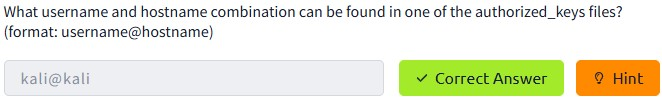 What username and hostname combination can be found in one of the authorized_keys files?
(format: username@hostname)
kali@kali
Correct Answer
Hint